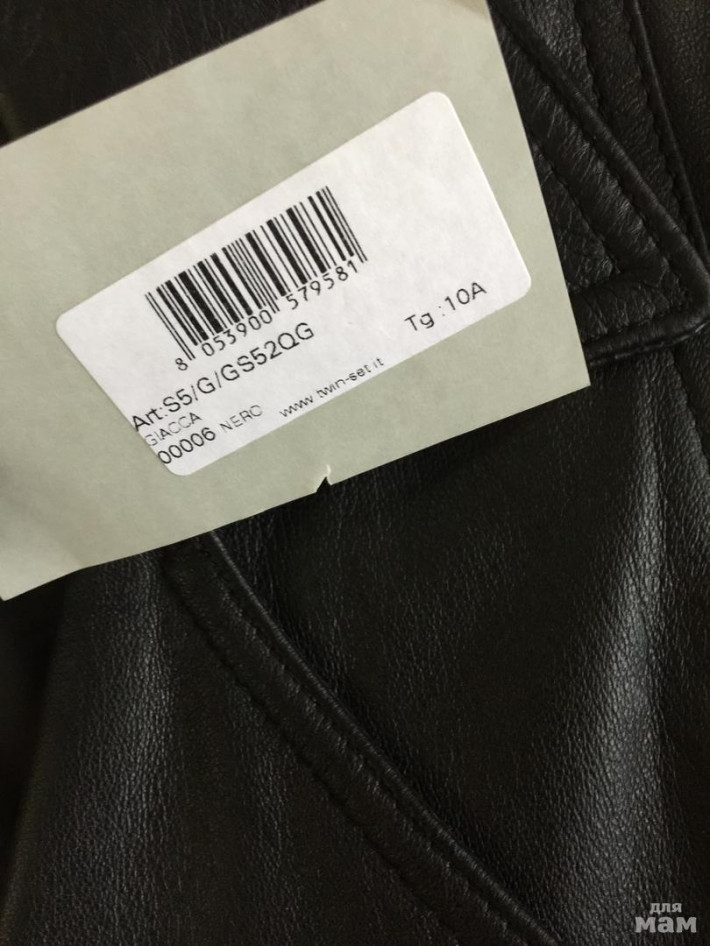 8 053900 579581
Art:S5/G/GS52QG
Tg :10A
GIACCA
00006 NERO www.twin-set.it
для
мам